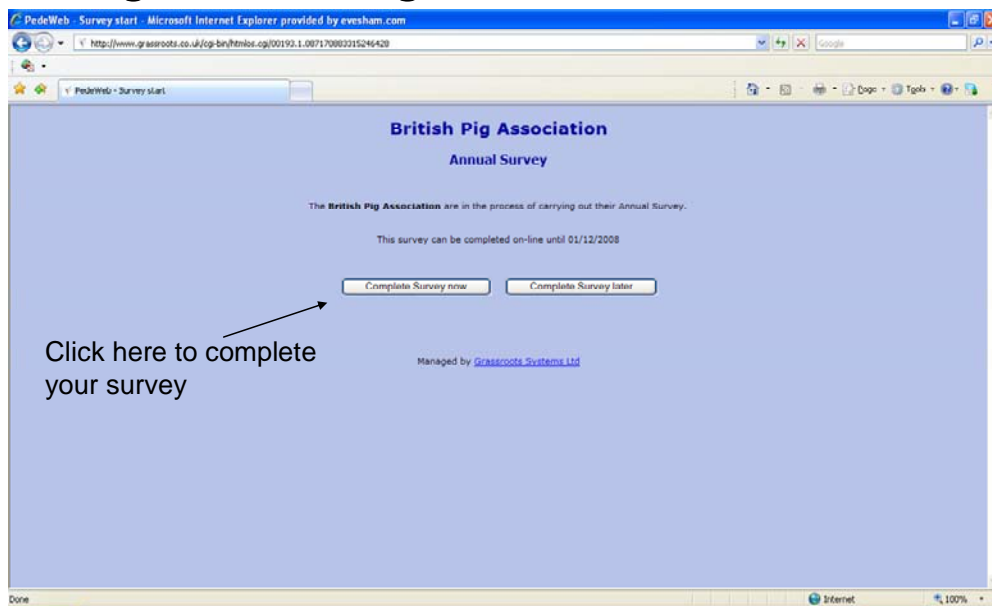 PedeWeb - Survey start - Microsoft Internet Explorer provided by evesham.com
http://www.grassroots.co.uk/cgi-bin/htmlos.cgi/00193.1.087170883315246420
Google
PedeWeb - Survey start
Page
Tools
British Pig Association
Annual Survey
The British Pig Association are in the process of carrying out their Annual Survey.
This survey can be completed on-line until 01/12/2008
Complete Survey now
Complete Survey later
Click here to complete
your survey
Managed by Grassroots Systems Ltd
Done
Internet
100%